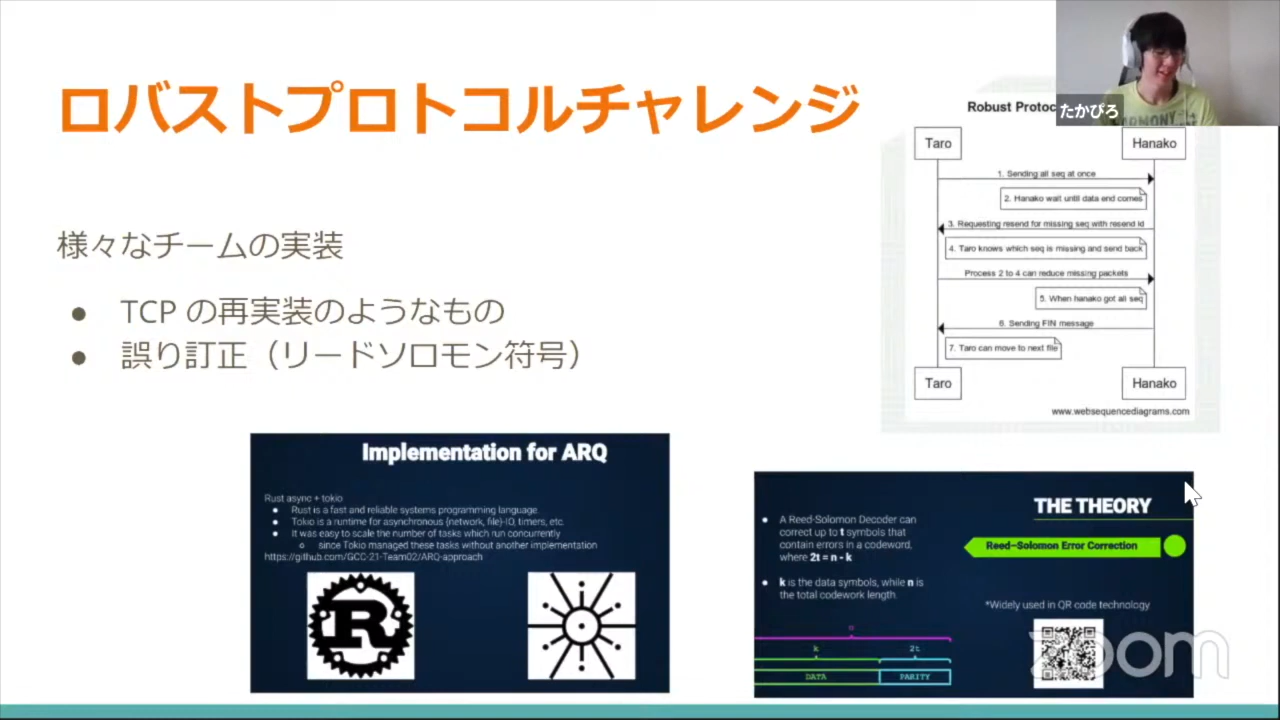 ロバストプロトコルチャレンジ
たかぴろ
様々なチームの実装
● TCP の再実装のようなもの
● 誤り訂正（リードソロモン符号）
Robust Protoc
Taro
Hanako
1. Sending all seq at once
2. Hanako wait until data end comes
3. Requesting resend for missing seq with resend id
4. Taro knows which seq is missing and send back
Process 2 to 4 can reduce missing packets
5. When hanako got all seq
6. Sending FIN message
7. Taro can move to next file
Taro
Hanako
www.websequencediagrams.com
Implementation for ARQ
Rust async + tokio
● Rust is a fast and reliable systems programming language.
● Tokio is a runtime for asynchronous (network, file)-IO, timers, etc.
● It was easy to scale the number of tasks which run concurrently
○ since Tokio managed these tasks without another implementation
https://github.com/GCC-21-Team02/ARQ-approach
R
THE THEORY
● A Reed-Solomon Decoder can
correct up to t symbols that
contain errors in a codeword,
where 2t = n - k
● k is the data symbols, while n is
the total codework length.
Reed–Solomon Error Correction
*Widely used in QR code technology
n
k
2t
DATA
PARITY
zoom